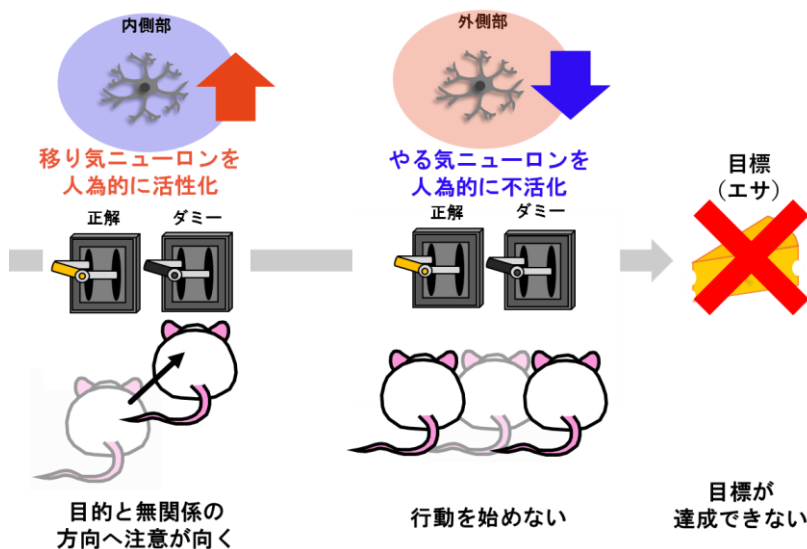 内側部
移り気ニューロンを
人為的に活性化
正解
ダミー
目的と無関係の
方向へ注意が向く
外側部
やる気ニューロンを
人為的に不活化
正解
ダミー
行動を始めない
目標
（エサ）
目標が
達成できない